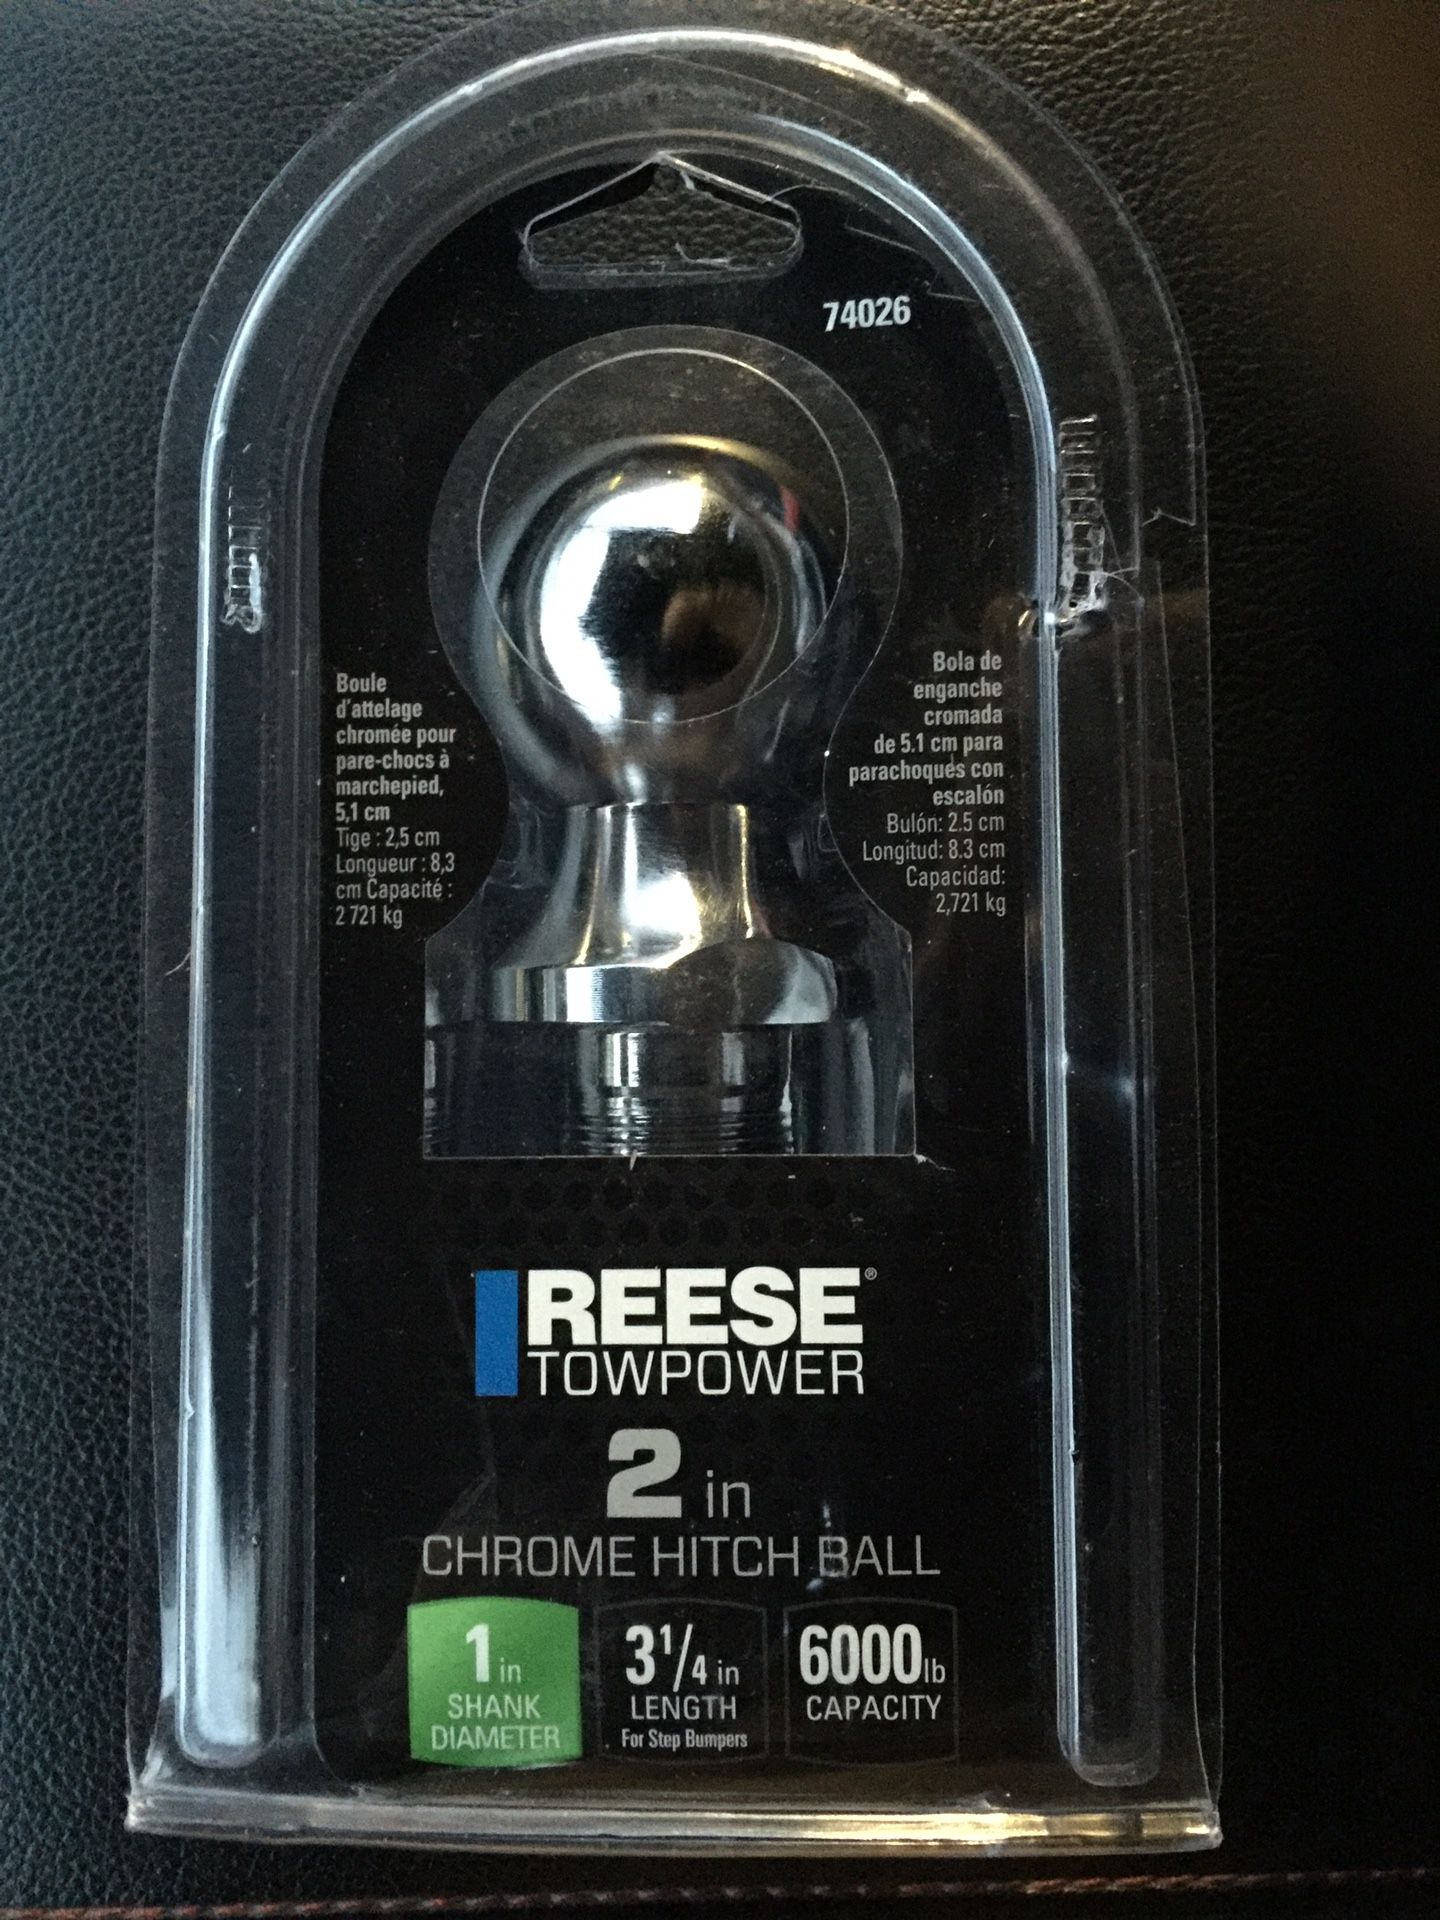 74026
Boule
d'attelage
chromée pour
pare-chocs à
marchepied,
5,1 cm
Tige : 2,5 cm
Longueur : 8,3
cm Capacité :
2 721 kg
Bola de
enganche
cromada
de 5.1 cm para
parachoques con
escalón
Bulón: 2.5 cm
Longitud: 8.3 cm
Capacidad:
2,721 kg
REESE®
TOWPOWER
2 in
CHROME HITCH BALL
1 in
SHANK
DIAMETER
3 1/4 in
LENGTH
For Step Bumpers
6000 lb
CAPACITY